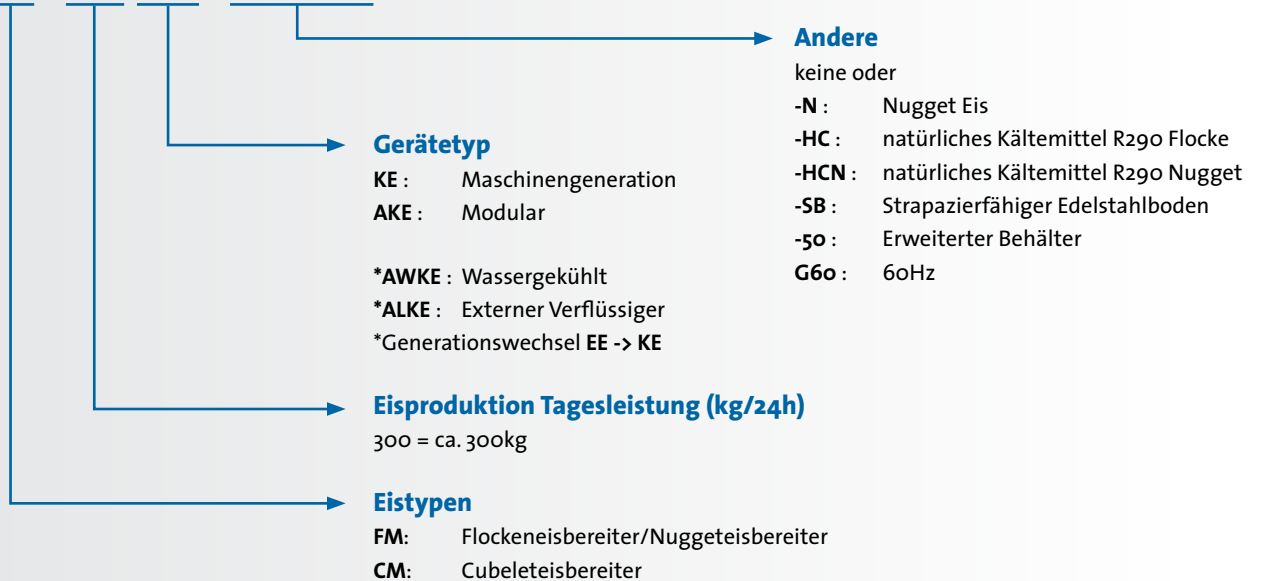 Andere
keine oder
-N : Nugget Eis
-HC : natürliches Kältemittel R290 Flocke
-HCN : natürliches Kältemittel R290 Nugget
-SB : Strapazierfähiger Edelstahlboden
-50 : Erweiterter Behälter
G60 : 60Hz
Gerätetyp
KE : Maschinengeneration
AKE : Modular
*AWKE : Wassergekühlt
*ALKE : Externer Verflüssiger
*Generationswechsel EE -> KE
Eisproduktion Tagesleistung (kg/24h)
300 = ca. 300kg
Eistypen
FM: Flockeneisbereiter/Nuggeteisbereiter
CM: Cubeleteisbereiter